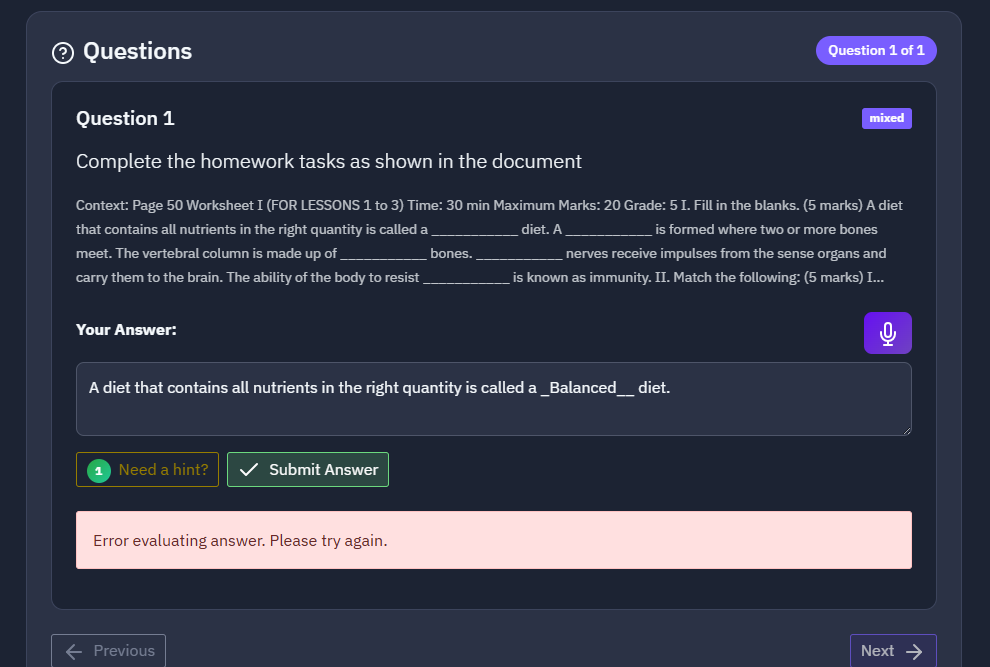 Questions
Question 1 of 1
Question 1
mixed
Complete the homework tasks as shown in the document
Context: Page 50 Worksheet I (FOR LESSONS 1 to 3) Time: 30 min Maximum Marks: 20 Grade: 5 I. Fill in the blanks. (5 marks) A diet
that contains all nutrients in the right quantity is called a ___________ diet. A ___________ is formed where two or more bones
meet. The vertebral column is made up of ___________ bones. ___________ nerves receive impulses from the sense organs and
carry them to the brain. The ability of the body to resist ___________ is known as immunity. II. Match the following: (5 marks) I...
Your Answer:
A diet that contains all nutrients in the right quantity is called a _Balanced__ diet.
1 Need a hint?
Submit Answer
Error evaluating answer. Please try again.
Previous
Next